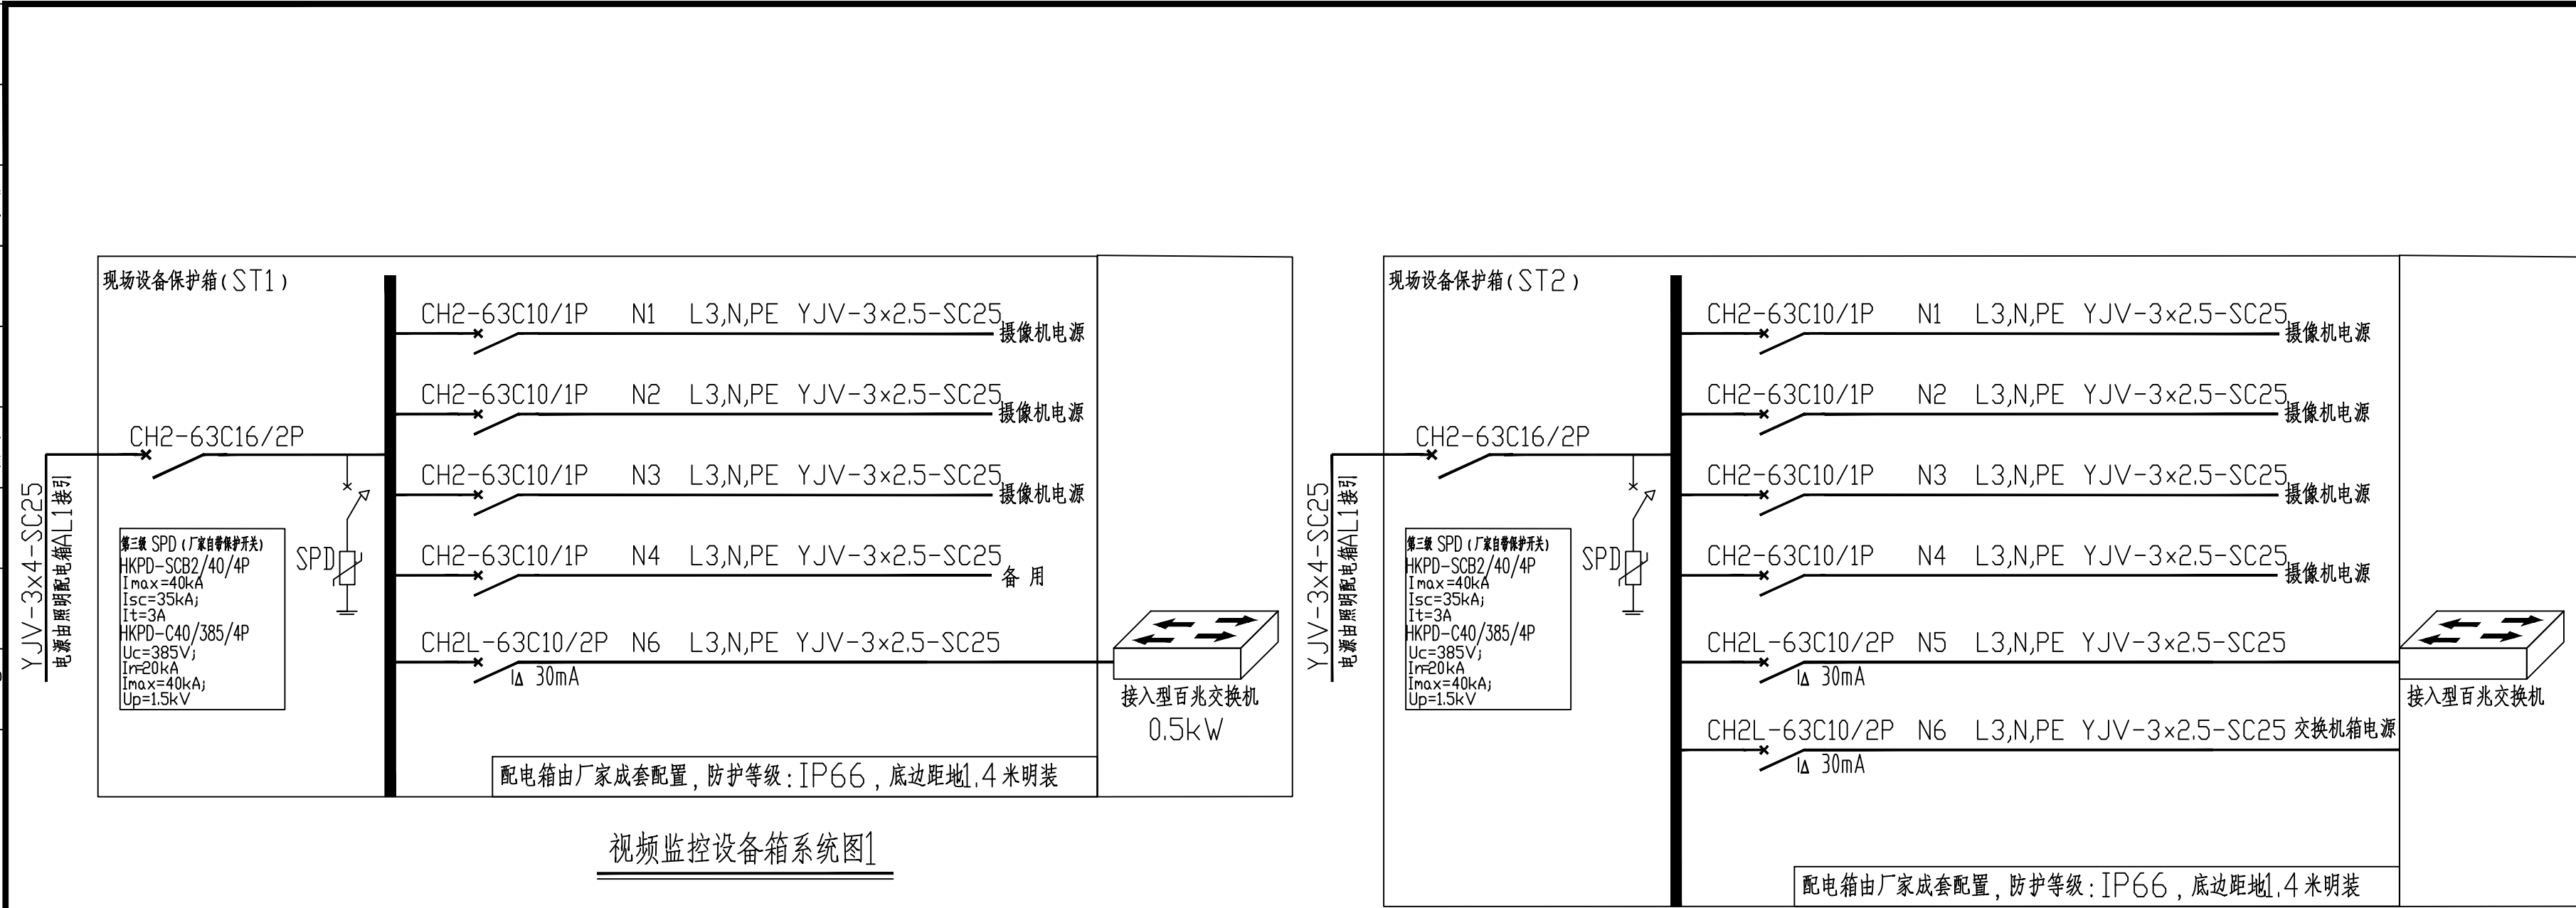 现场设备保护箱(ST1)
CH2-63C10/1P N1 L3,N,PE YJV-3×2.5-SC25 摄像机电源
CH2-63C10/1P N2 L3,N,PE YJV-3×2.5-SC25 摄像机电源
CH2-63C16/2P
CH2-63C10/1P N3 L3,N,PE YJV-3×2.5-SC25 摄像机电源
YJV-3x4-SC25
电源由照明配电箱AL1接引
第三级 SPD(厂家自带保护开关)
HKPD-SCB2/40/4P
Imax=40kA
Isc=35kA;
It=3A
HKPD-C40/385/4P
Uc=385V;
In=20kA
Imax=40kA;
Up=1.5kV
SPD
CH2-63C10/1P N4 L3,N,PE YJV-3×2.5-SC25 备 用
CH2L-63C10/2P N6 L3,N,PE YJV-3×2.5-SC25
I∆ 30mA
接入型百兆交换机
0.5kW
配电箱由厂家成套配置,防护等级:IP66,底边距地1.4米明装
视频监控设备箱系统图1
现场设备保护箱(ST2)
CH2-63C10/1P N1 L3,N,PE YJV-3×2.5-SC25 摄像机电源
CH2-63C10/1P N2 L3,N,PE YJV-3×2.5-SC25 摄像机电源
CH2-63C16/2P
CH2-63C10/1P N3 L3,N,PE YJV-3×2.5-SC25 摄像机电源
YJV-3x4-SC25
电源由照明配电箱AL1接引
第三级 SPD(厂家自带保护开关)
HKPD-SCB2/40/4P
Imax=40kA
Isc=35kA;
It=3A
HKPD-C40/385/4P
Uc=385V;
In=20kA
Imax=40kA;
Up=1.5kV
SPD
CH2-63C10/1P N4 L3,N,PE YJV-3×2.5-SC25 摄像机电源
CH2L-63C10/2P N5 L3,N,PE YJV-3×2.5-SC25
I∆ 30mA
接入型百兆交换机
CH2L-63C10/2P N6 L3,N,PE YJV-3×2.5-SC25 交换机箱电源
I∆ 30mA
配电箱由厂家成套配置,防护等级:IP66,底边距地1.4米明装